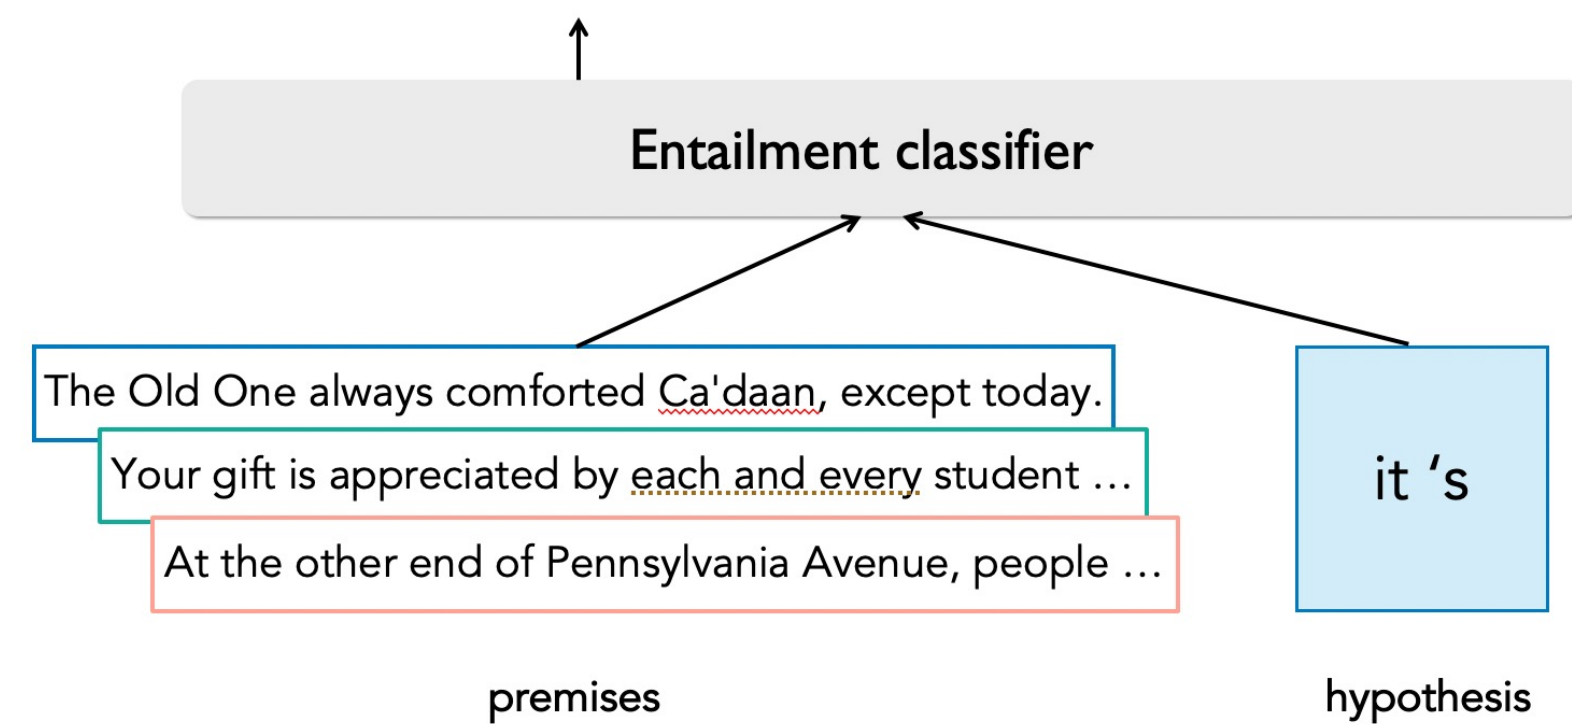 Entailment classifier
The Old One always comforted Ca'daan, except today.
Your gift is appreciated by each and every student ...
At the other end of Pennsylvania Avenue, people ...
it ‘s
premises
hypothesis